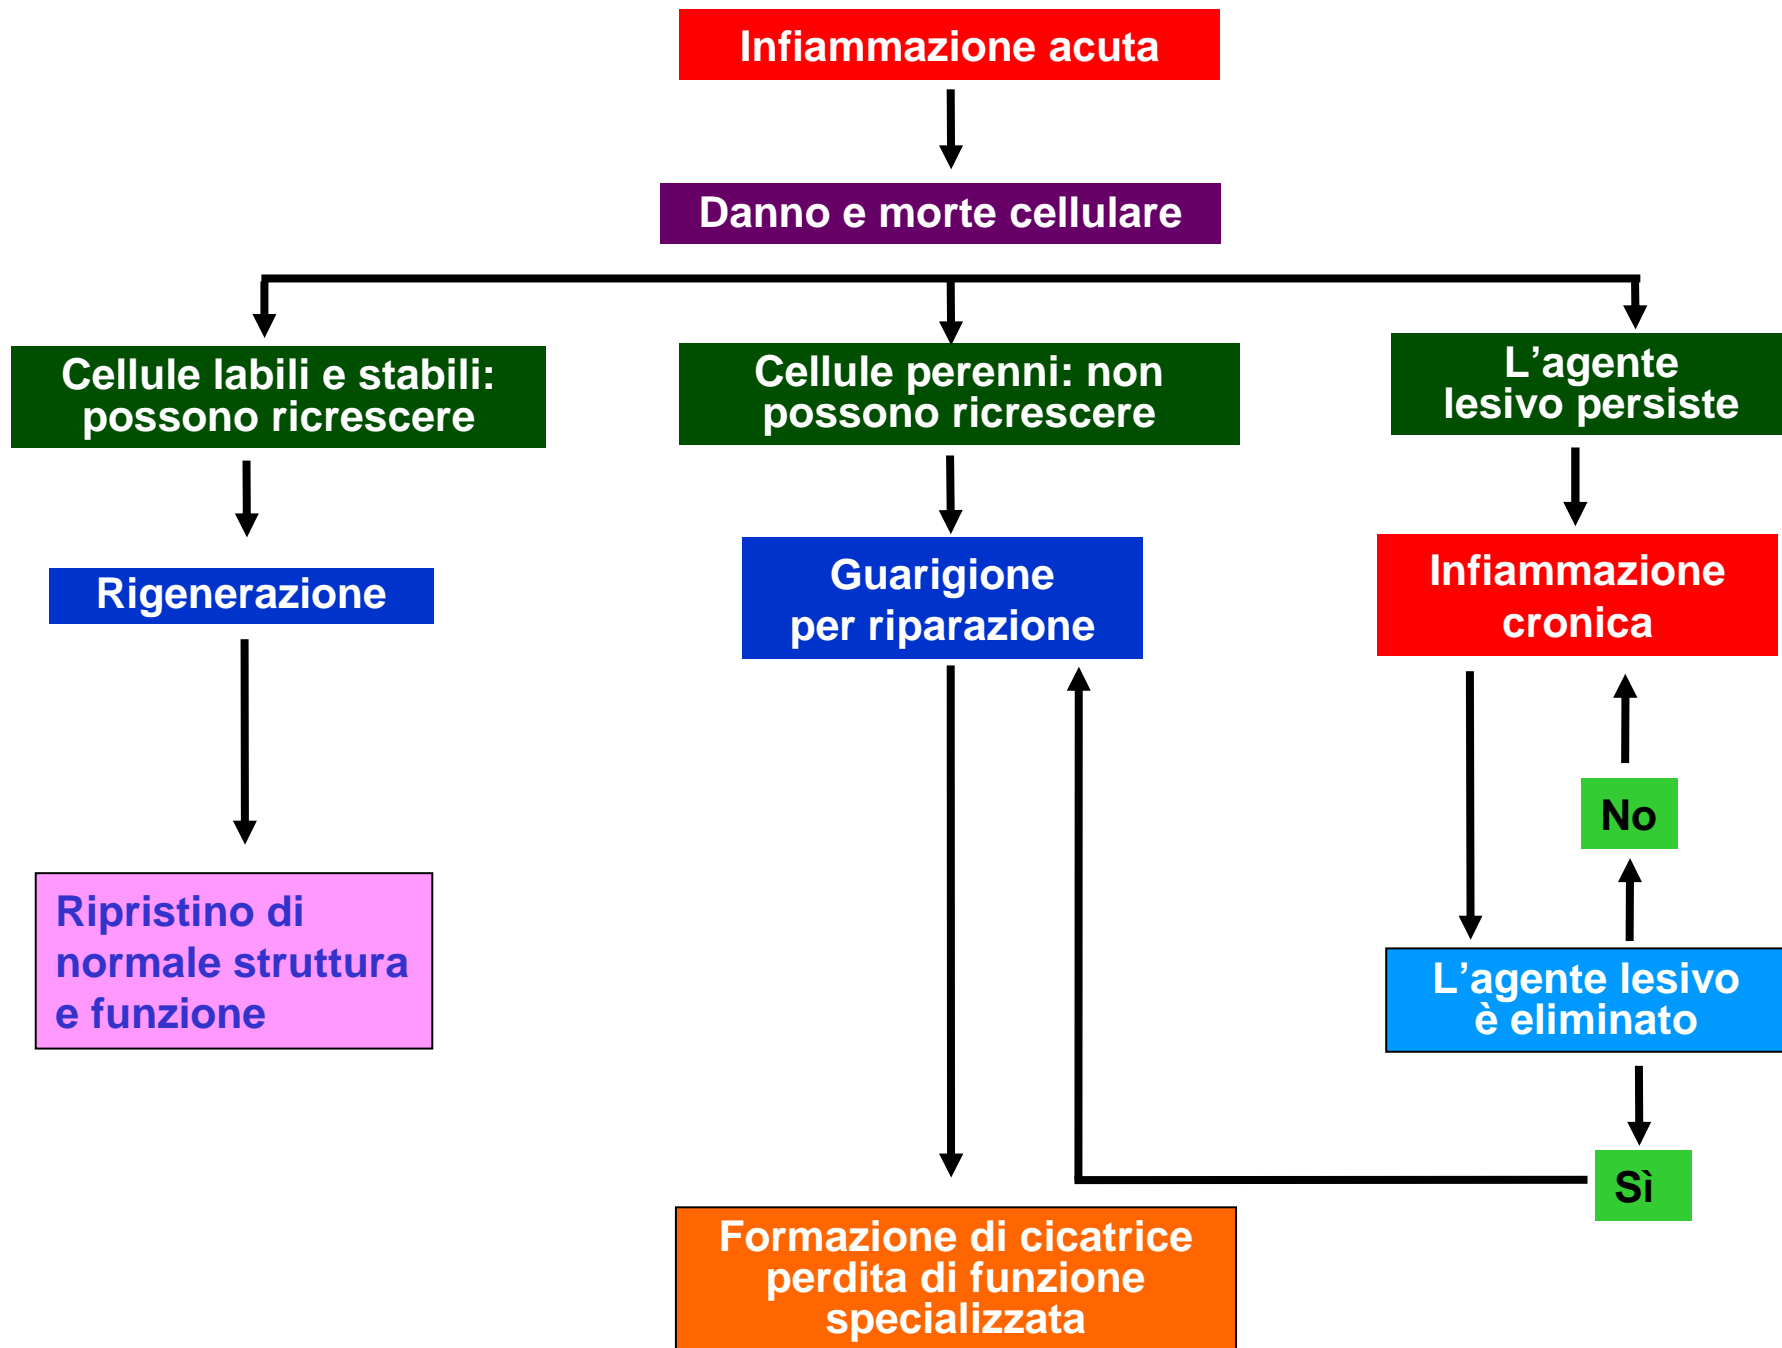 Infiammazione acuta
Danno e morte cellulare
Cellule labili e stabili:
possono ricrescere
Cellule perenni: non
possono ricrescere
L’agente
lesivo persiste
Rigenerazione
Guarigione
per riparazione
Infiammazione
cronica
No
Ripristino di
normale struttura
e funzione
L’agente lesivo
è eliminato
Sì
Formazione di cicatrice
perdita di funzione
specializzata